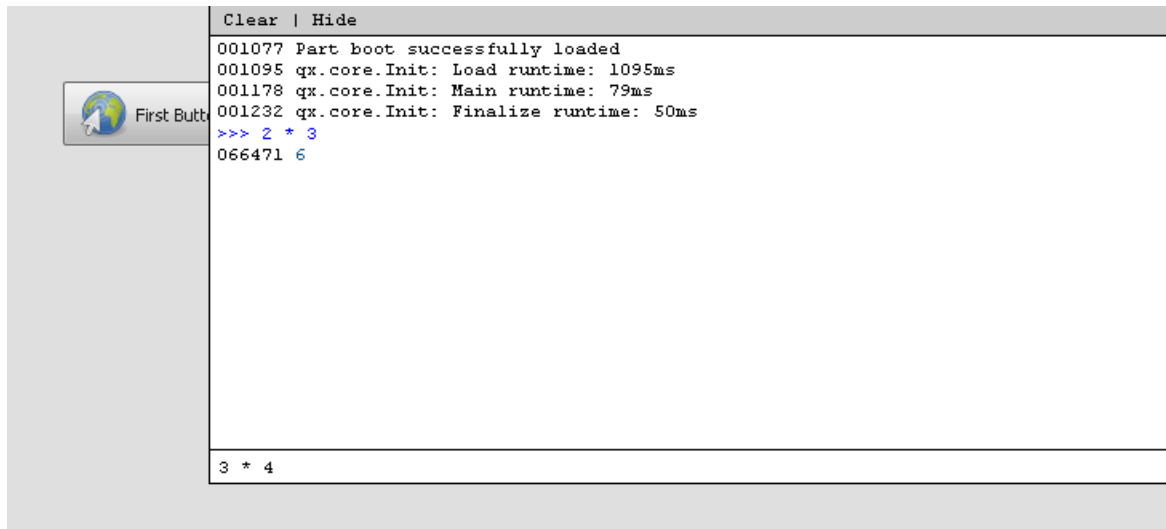 Clear | Hide
001077 Part boot successfully loaded
001095 qx.core.Init: Load runtime: 1095ms
001178 qx.core.Init: Main runtime: 79ms
First Butt
001232 qx.core.Init: Finalize runtime: 50ms
>>> 2 * 3
066471 6
3 * 4